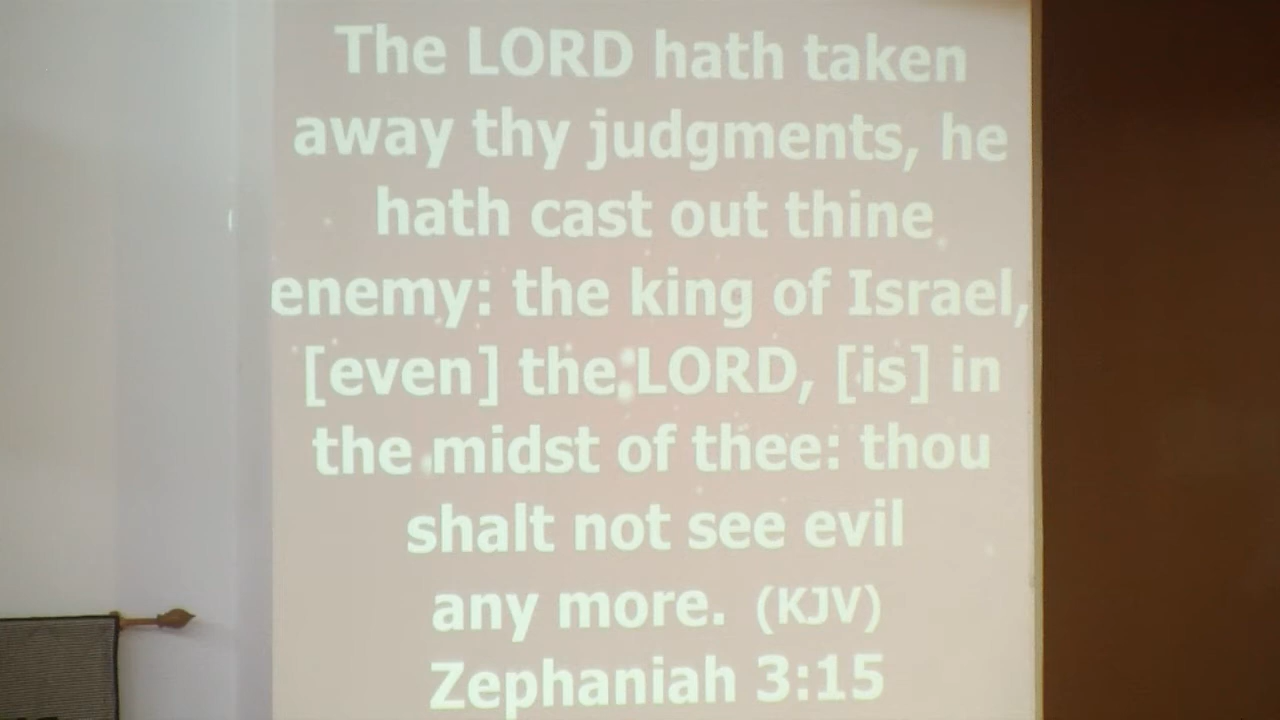 The LORD hath taken
away thy judgments, he
hath cast out thine
enemy: the king of Israel,
[even] the LORD, [is] in
the midst of thee: thou
shalt not see evil
any more. (KJV)
Zephaniah 3:15